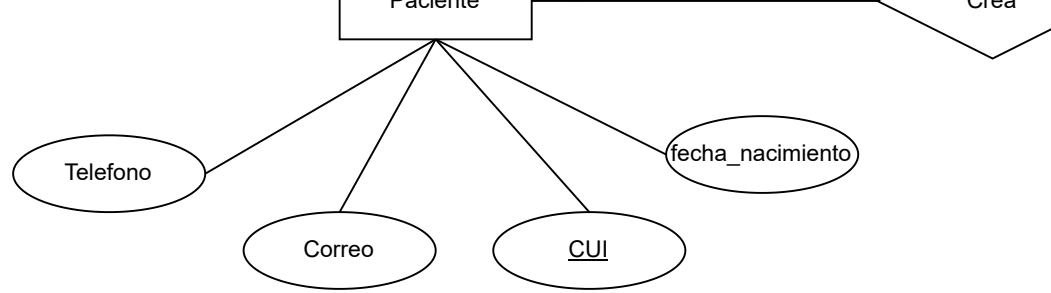 Paciente
Crea
fecha_nacimiento
Telefono
Correo
CUI